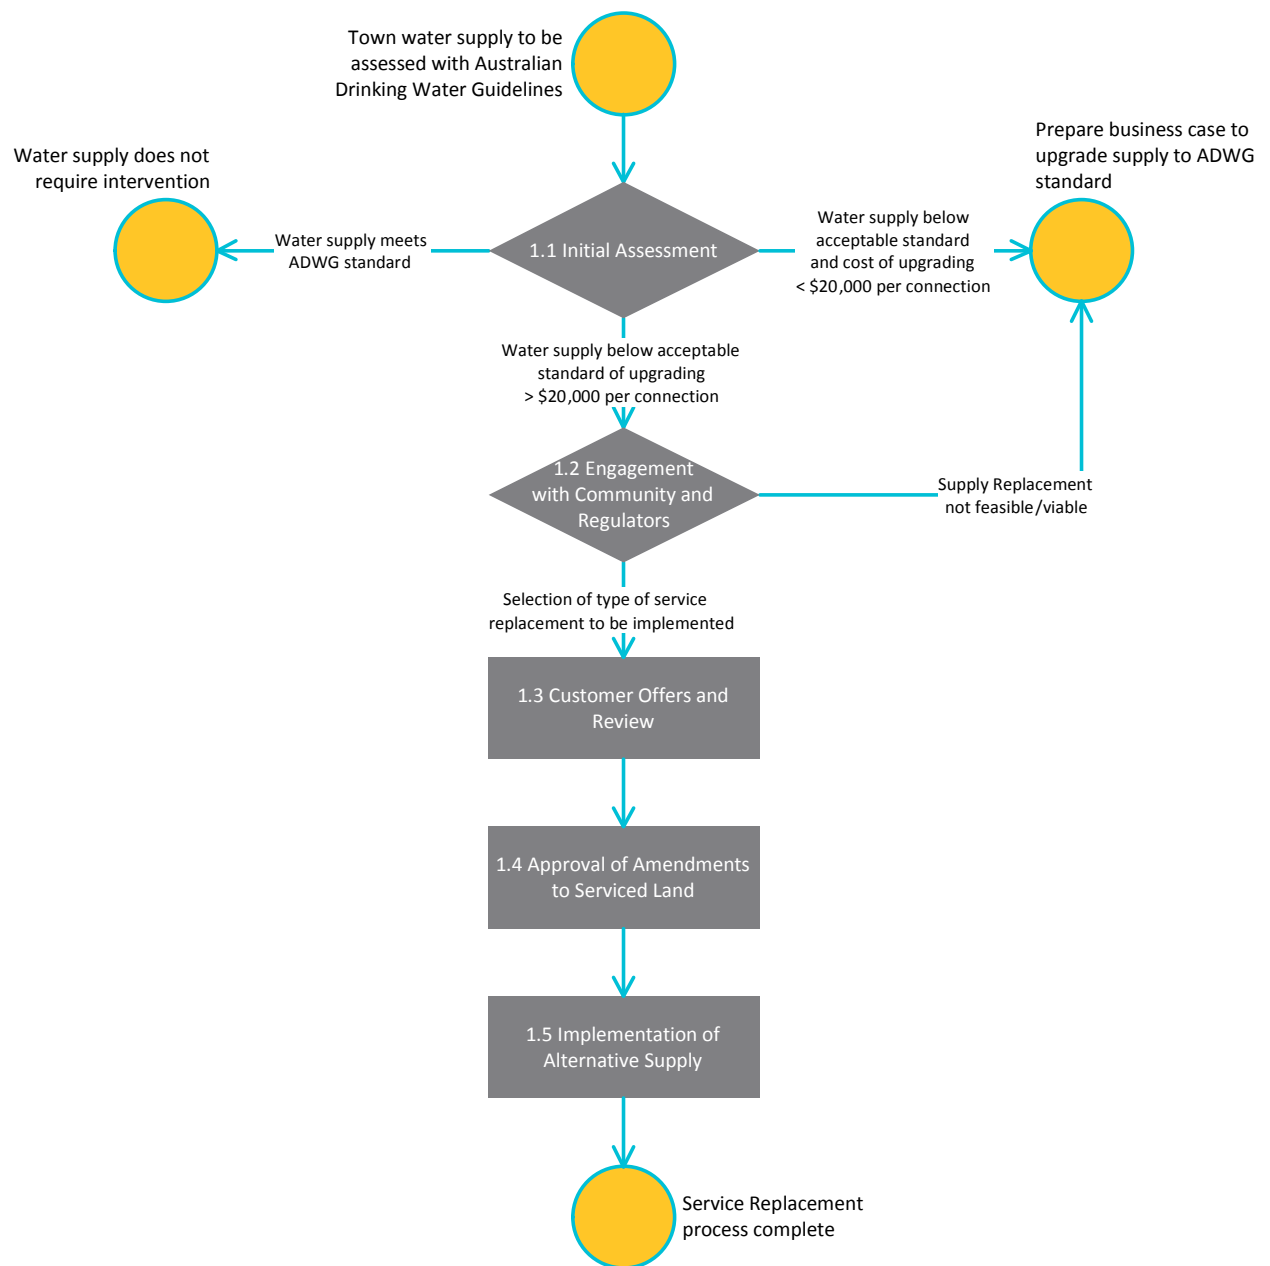 Town water supply to be
assessed with Australian
Drinking Water Guidelines
Water supply does not
require intervention
Prepare business case to
upgrade supply to ADWG
standard
Water supply meets
ADWG standard
1.1 Initial Assessment
Water supply below
acceptable standard
and cost of upgrading
< $20,000 per connection
Water supply below acceptable
standard of upgrading
> $20,000 per connection
1.2 Engagement
with Community and
Regulators
Supply Replacement
not feasible/viable
Selection of type of service
replacement to be implemented
1.3 Customer Offers and
Review
1.4 Approval of Amendments
to Serviced Land
1.5 Implementation of
Alternative Supply
Service Replacement
process complete